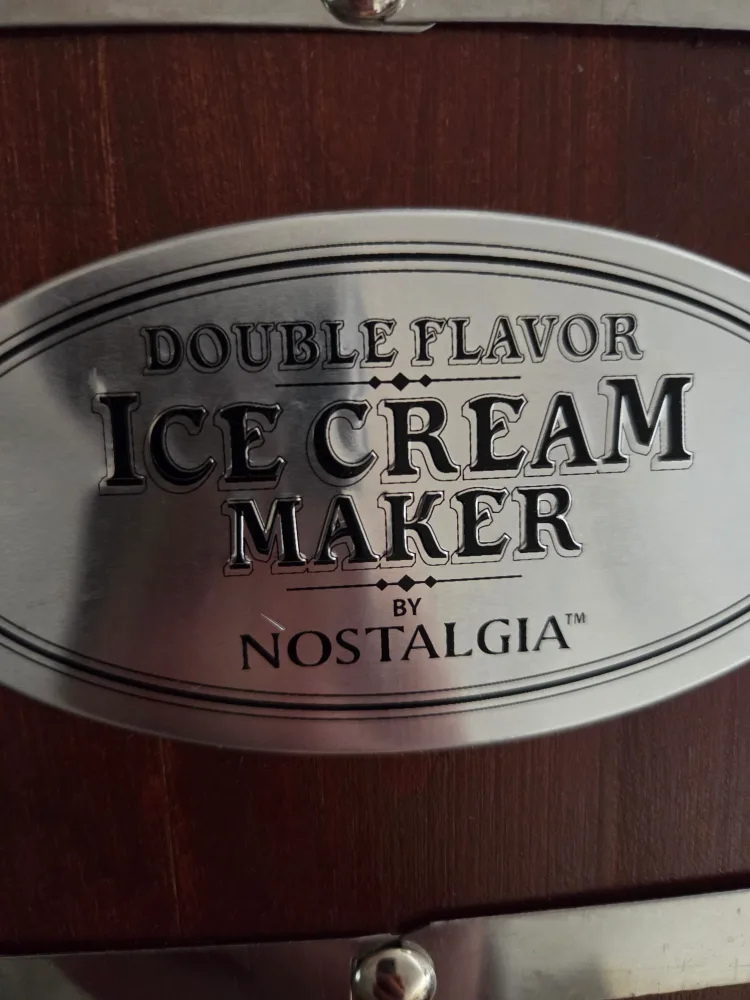 DOUBLE FLAVOR
ICE CREAM
MAKER
BY
NOSTALGIA™